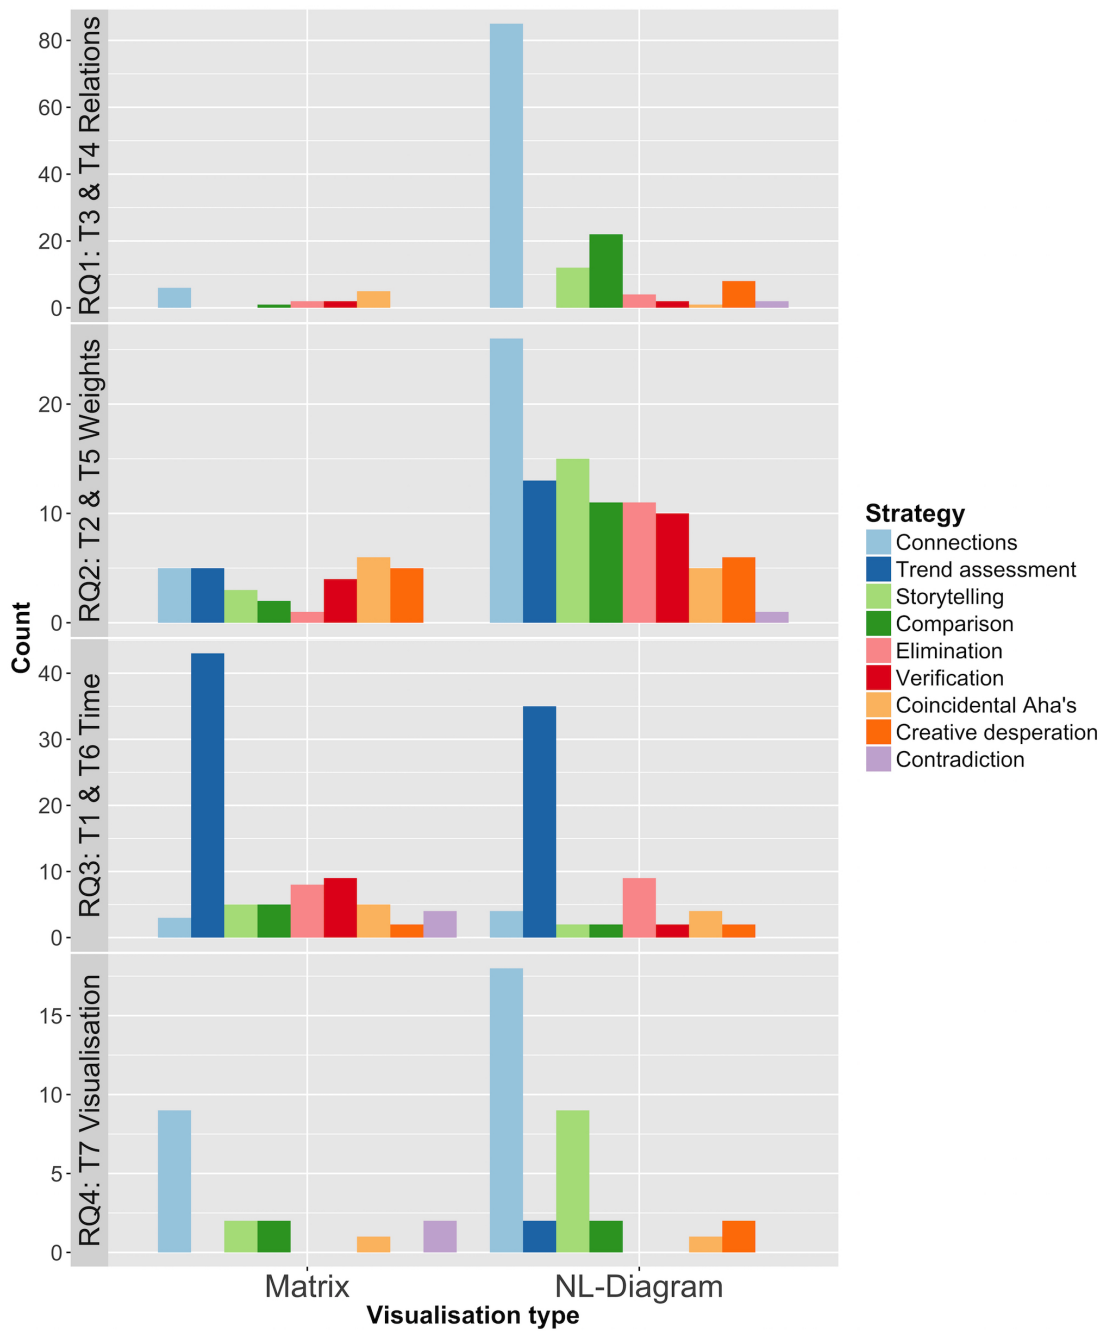 RQ1: T3 & T4 Relations
80
60
40
20
0
RQ2: T2 & T5 Weights
20
10
0
RQ3: T1 & T6 Time
40
30
20
10
0
RQ4: T7 Visualisation
15
10
5
0
Count
Matrix
NL-Diagram
Visualisation type
Strategy
Connections
Trend assessment
Storytelling
Comparison
Elimination
Verification
Coincidental Aha's
Creative desperation
Contradiction